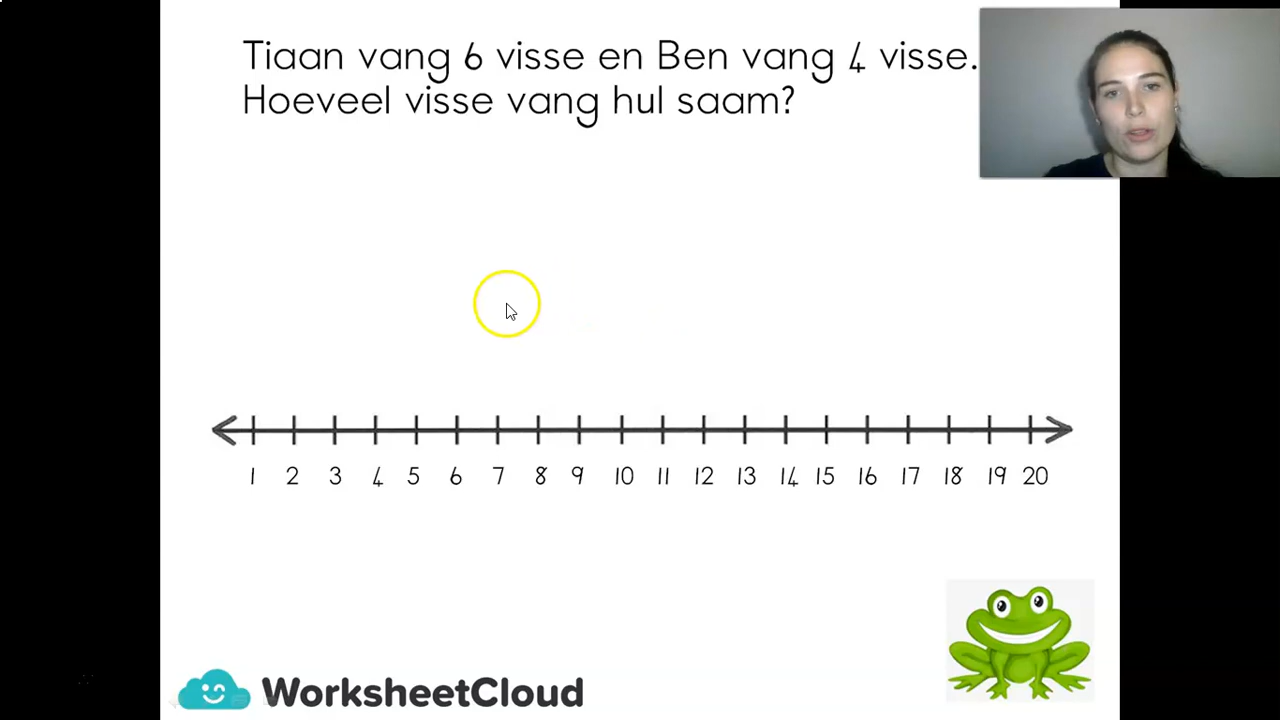 Tiaan vang 6 visse en Ben vang 4 visse.
Hoeveel visse vang hul saam?
1 2 3 4 5 6 7 8 9 10 11 12 13 14 15 16 17 18 19 20
WorksheetCloud